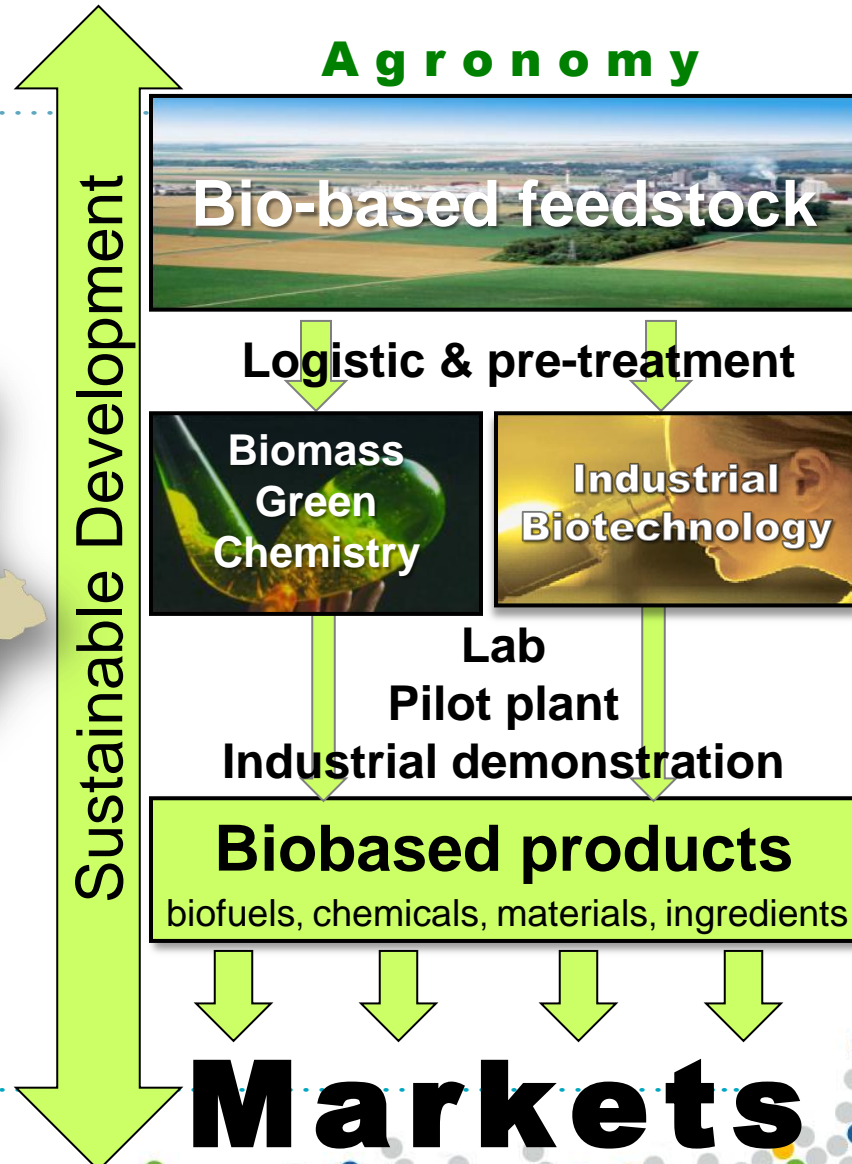 Agronomy
Sustainable Development
Bio-based feedstock
Logistic & pre-treatment
Biomass
Green
Chemistry
Industrial
Biotechnology
Lab
Pilot plant
Industrial demonstration
Biobased products
biofuels, chemicals, materials, ingredients
Markets